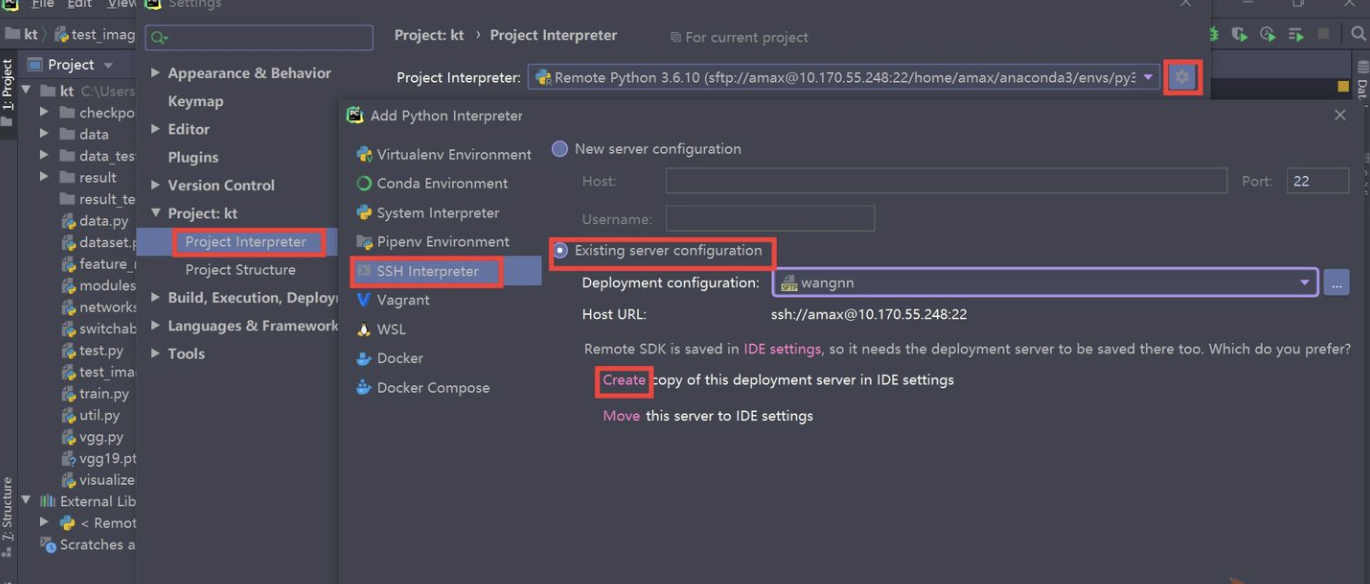 File Edit View
Settings
kt test_imag
Project: kt › Project Interpreter For current project
Project
Project Interpreter: Remote Python 3.6.10 (sftp://amax@10.170.55.248:22/home/amax/anaconda3/envs/py3
1: Project
kt C:\Users
checkpo
data
data_tes
result
result_te
data.py
dataset.p
feature_
modules
networks
switchab
test.py
test_ima
train.py
util.py
vgg.py
vgg19.pt
visualize
External Lib
< Remot
Scratches a
7: Structure
Appearance & Behavior
Keymap
Editor
Plugins
Version Control
Project: kt
Project Interpreter
Project Structure
Build, Execution, Deploy
Languages & Framework
Tools
Add Python Interpreter
Virtualenv Environment
Conda Environment
System Interpreter
Pipenv Environment
SSH Interpreter
Vagrant
WSL
Docker
Docker Compose
New server configuration
Host: Port: 22
Username:
Existing server configuration
Deployment configuration: wangnn ...
Host URL: ssh://amax@10.170.55.248:22
Remote SDK is saved in IDE settings, so it needs the deployment server to be saved there too. Which do you prefer?
Create copy of this deployment server in IDE settings
Move this server to IDE settings